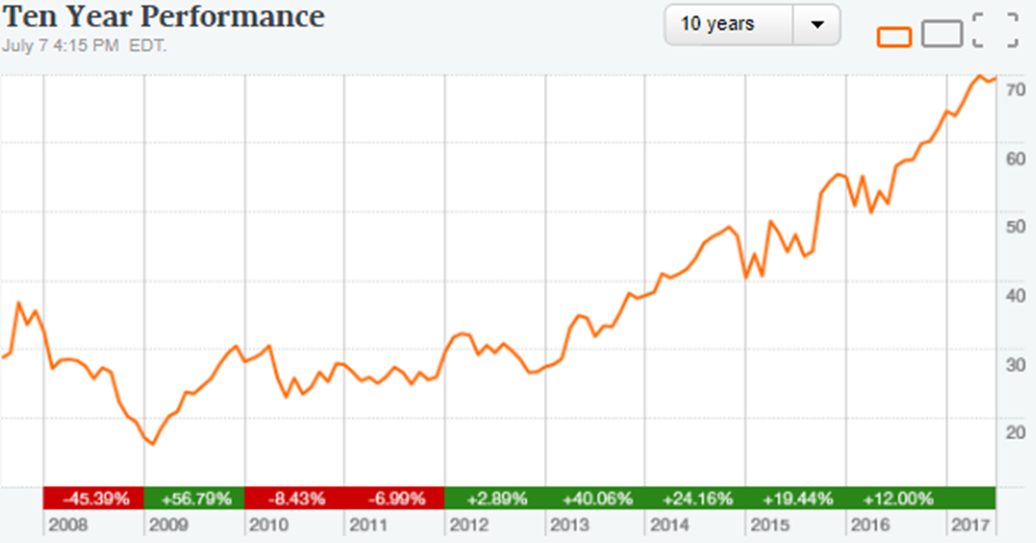 Ten Year Performance
10 years
July 7 4:15 PM EDT.
70
60
50
40
30
20
-45.39% +56.79% -8.43% -6.99% +2.89% +40.06% +24.16% +19.44% +12.00%
2008 2009 2010 2011 2012 2013 2014 2015 2016 2017